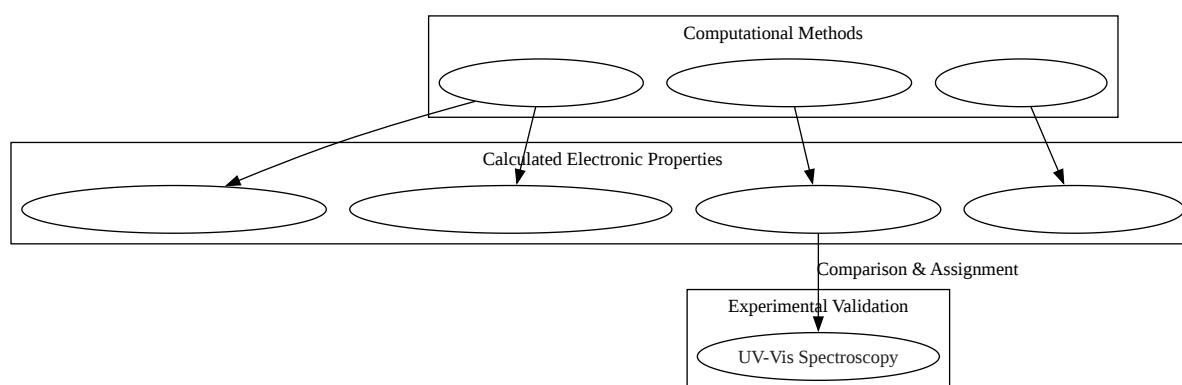 Computational Methods
Calculated Electronic Properties
Comparison & Assignment
Experimental Validation
UV-Vis Spectroscopy